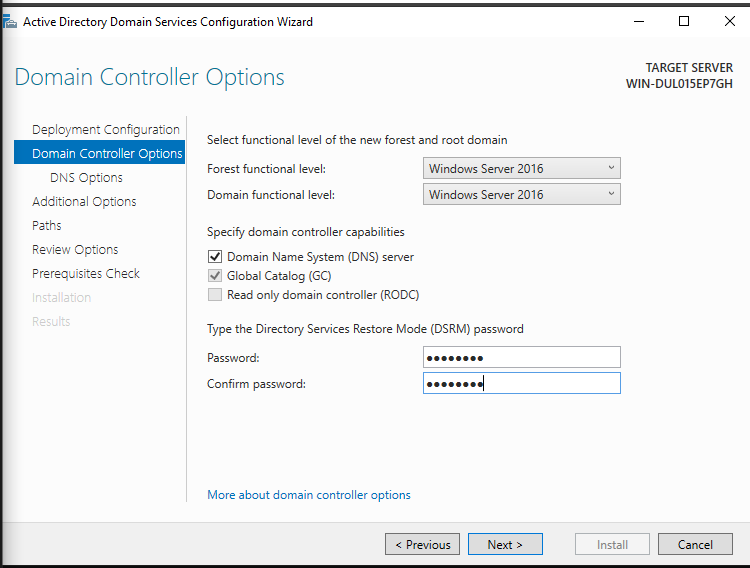 Active Directory Domain Services Configuration Wizard
Domain Controller Options
TARGET SERVER
WIN-DUL015EP7GH
Deployment Configuration
Domain Controller Options
DNS Options
Additional Options
Paths
Review Options
Prerequisites Check
Installation
Results
Select functional level of the new forest and root domain
Forest functional level:
Windows Server 2016
Domain functional level:
Windows Server 2016
Specify domain controller capabilities
Domain Name System (DNS) server
Global Catalog (GC)
Read only domain controller (RODC)
Type the Directory Services Restore Mode (DSRM) password
Password:
●●●●●●●●
Confirm password:
●●●●●●●●
More about domain controller options
< Previous
Next >
Install
Cancel